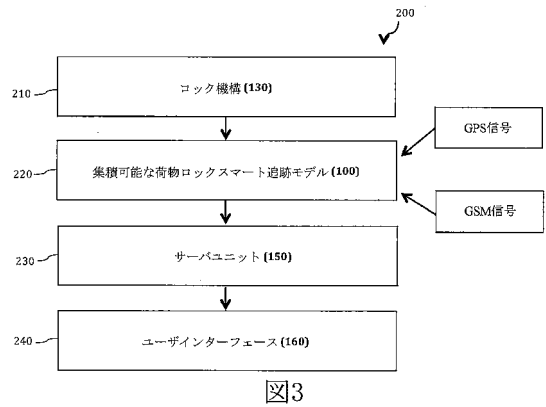 200
210
ロック機構(130)
GPS信号
220
集積可能な荷物ロックスマート追跡モデル(100)
GSM信号
230
サーバユニット(150)
240
ユーザインターフェース(160)
図3